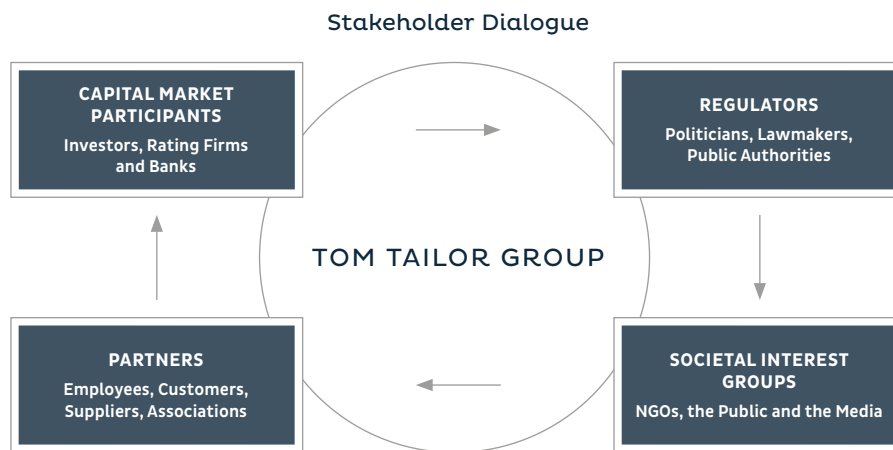 Stakeholder Dialogue
CAPITAL MARKET
PARTICIPANTS
Investors, Rating Firms
and Banks
REGULATORS
Politicians, Lawmakers,
Public Authorities
TOM TAILOR GROUP
PARTNERS
Employees, Customers,
Suppliers, Associations
SOCIETAL INTEREST
GROUPS
NGOs, the Public and the Media